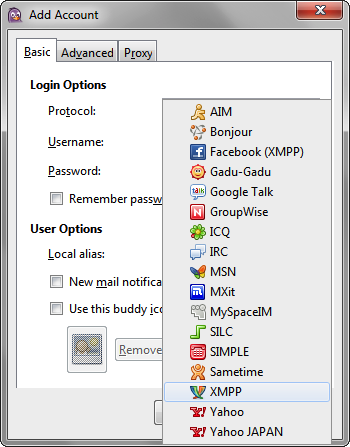 Add Account
Basic Advanced Proxy
Login Options
Protocol:
Username:
Password:
Remember passw
User Options
Local alias:
New mail notifica
Use this buddy ico
Remove
AIM
Bonjour
Facebook (XMPP)
Gadu-Gadu
Google Talk
GroupWise
ICQ
IRC
MSN
MXit
MySpaceIM
SILC
SIMPLE
Sametime
XMPP
Yahoo
Yahoo JAPAN